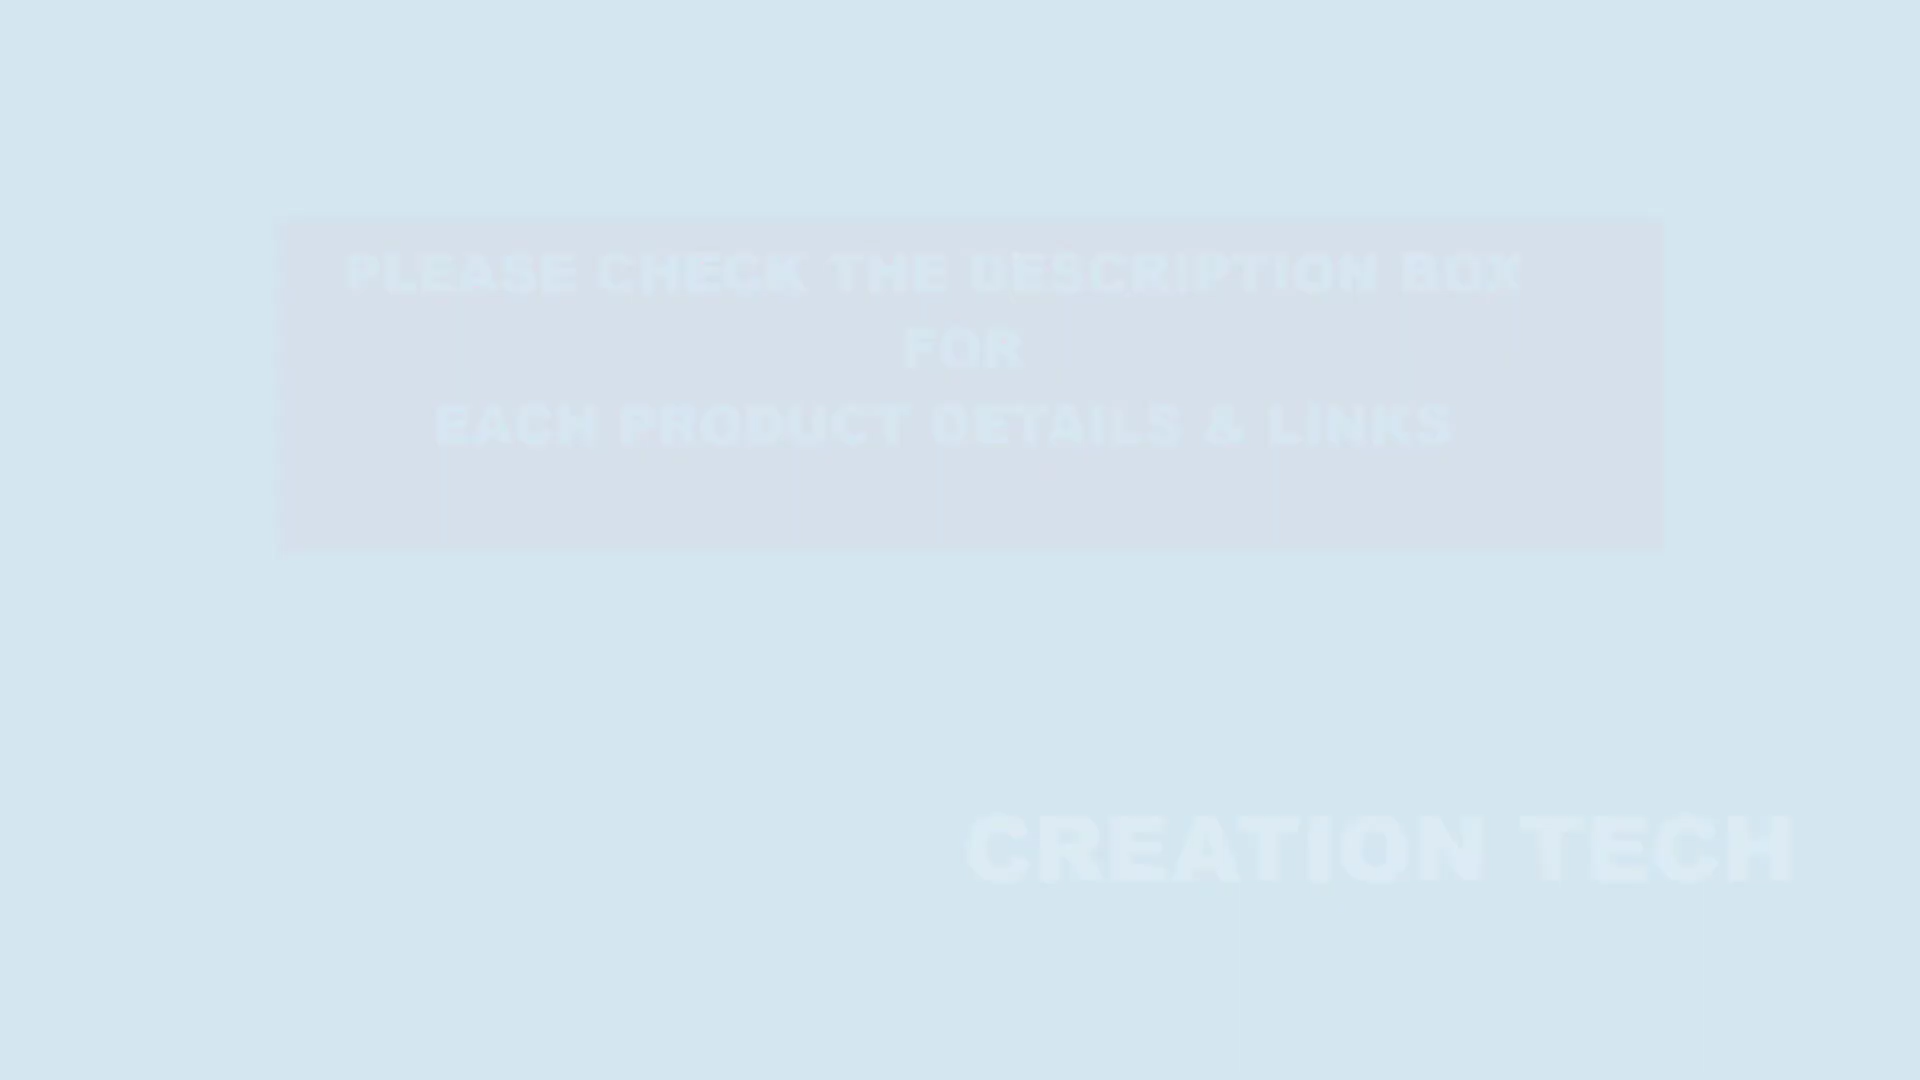 PLEASE CHECK THE DESCRIPTION BOX
FOR
EACH PRODUCT DETAILS & LINKS
CREATION TECH